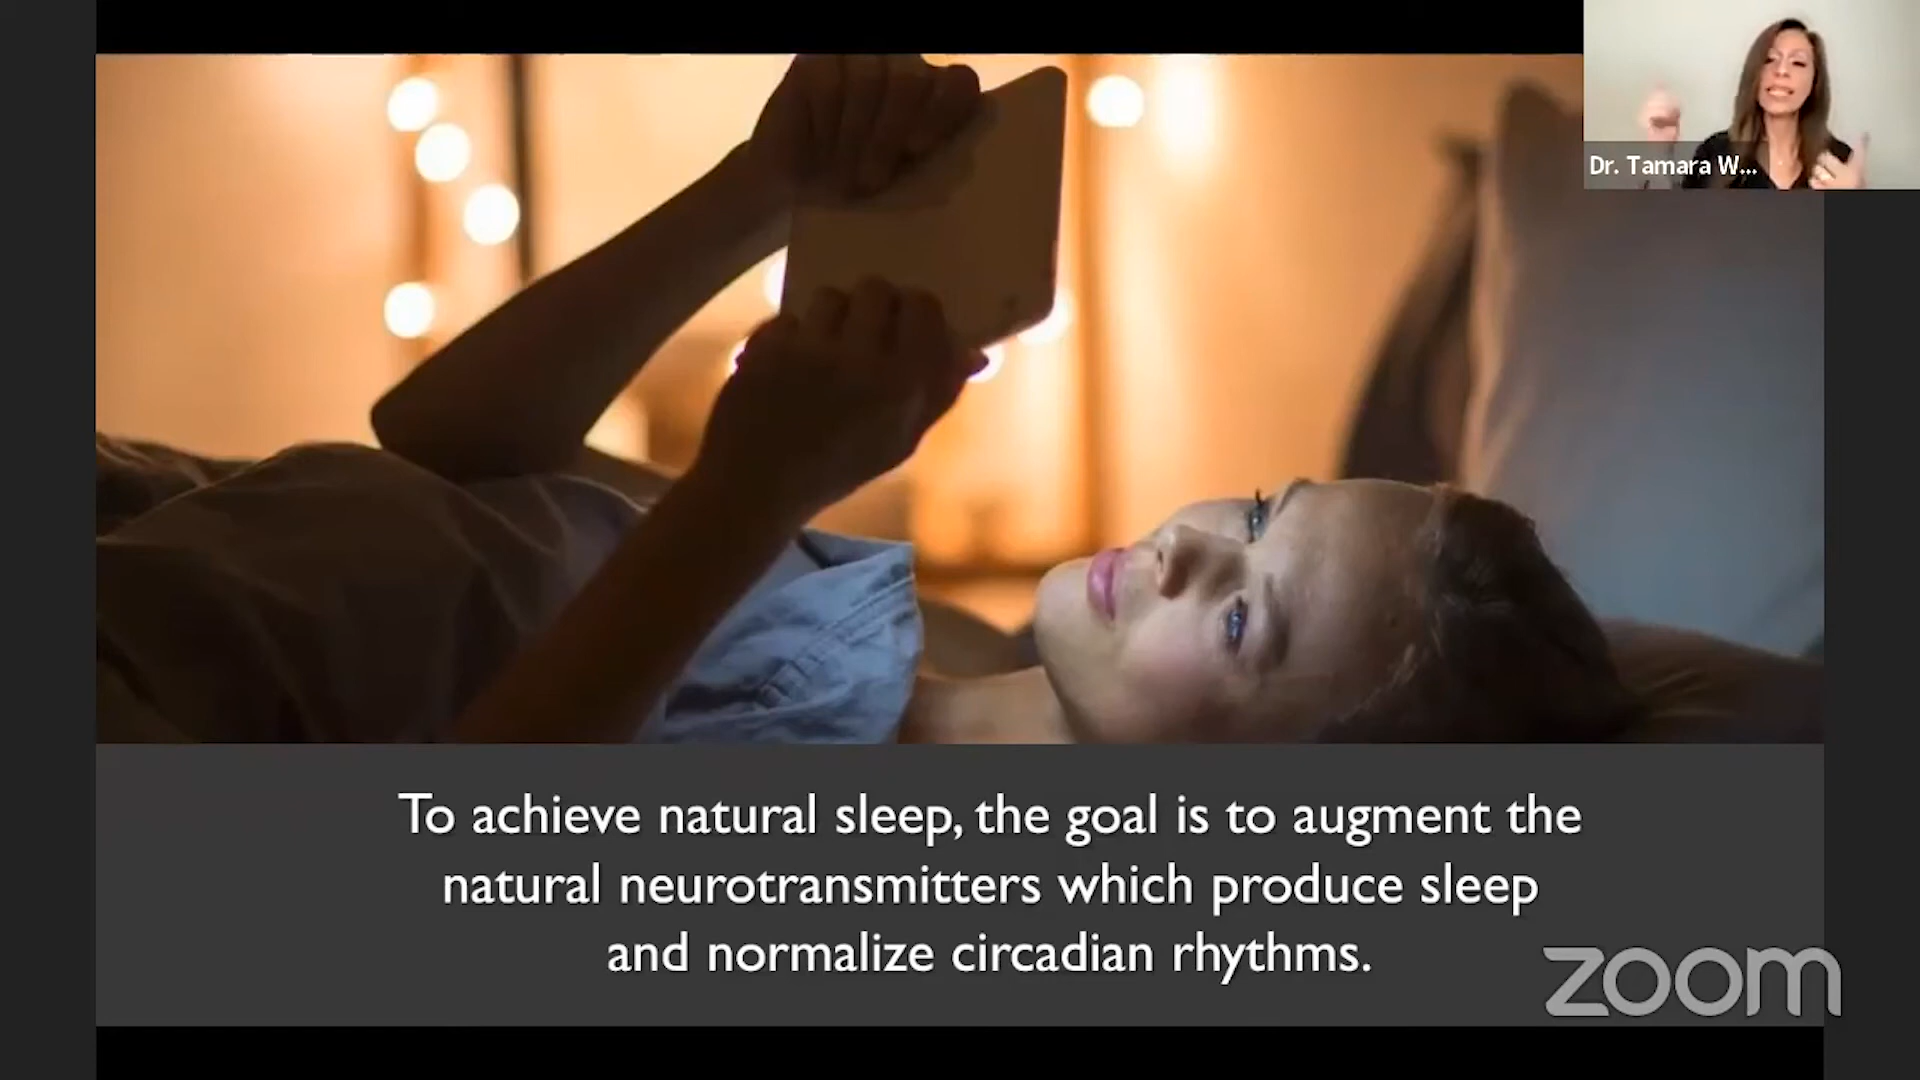 Dr. Tamara W...
To achieve natural sleep, the goal is to augment the
natural neurotransmitters which produce sleep
and normalize circadian rhythms.
zoom